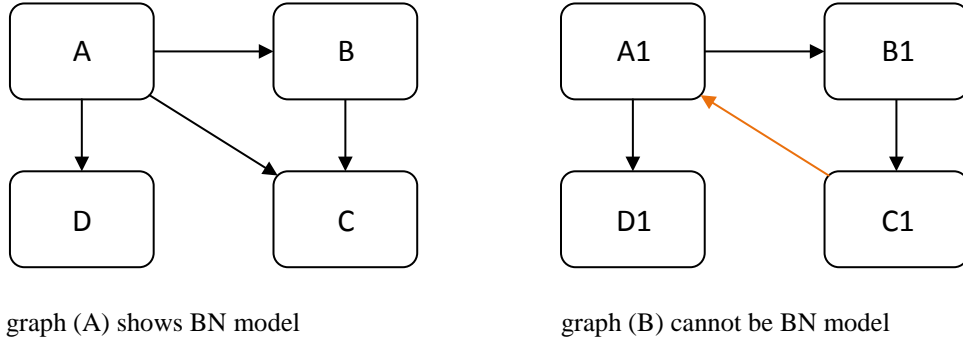 A
B
A1
B1
D
C
D1
C1
graph (A) shows BN model
graph (B) cannot be BN model